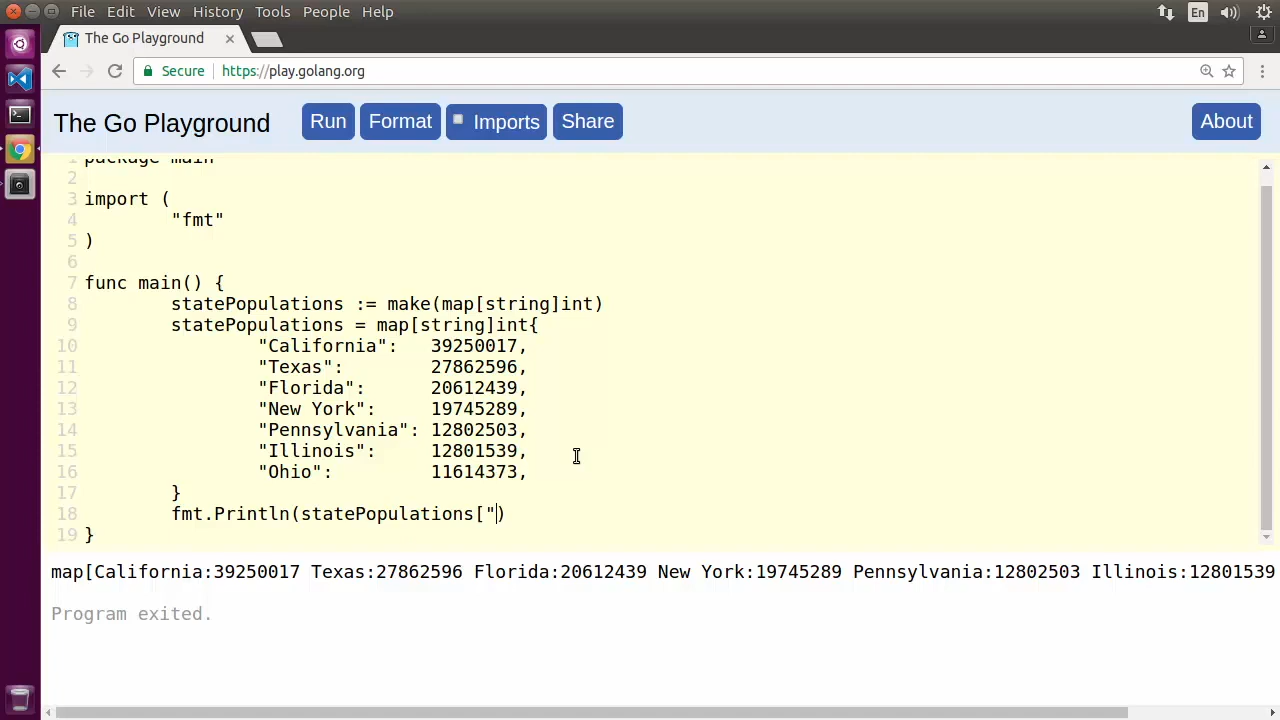 File Edit View History Tools People Help
En
The Go Playground
Secure https://play.golang.org
The Go Playground Run Format Imports Share About
1 package main
2
3 import (
4 "fmt"
5 )
6
7 func main() {
8 statePopulations := make(map[string]int)
9 statePopulations = map[string]int{
10 "California": 39250017,
11 "Texas": 27862596,
12 "Florida": 20612439,
13 "New York": 19745289,
14 "Pennsylvania": 12802503,
15 "Illinois": 12801539,
16 "Ohio": 11614373,
17 }
18 fmt.Println(statePopulations[")
19 }
map[California:39250017 Texas:27862596 Florida:20612439 New York:19745289 Pennsylvania:12802503 Illinois:12801539
Program exited.